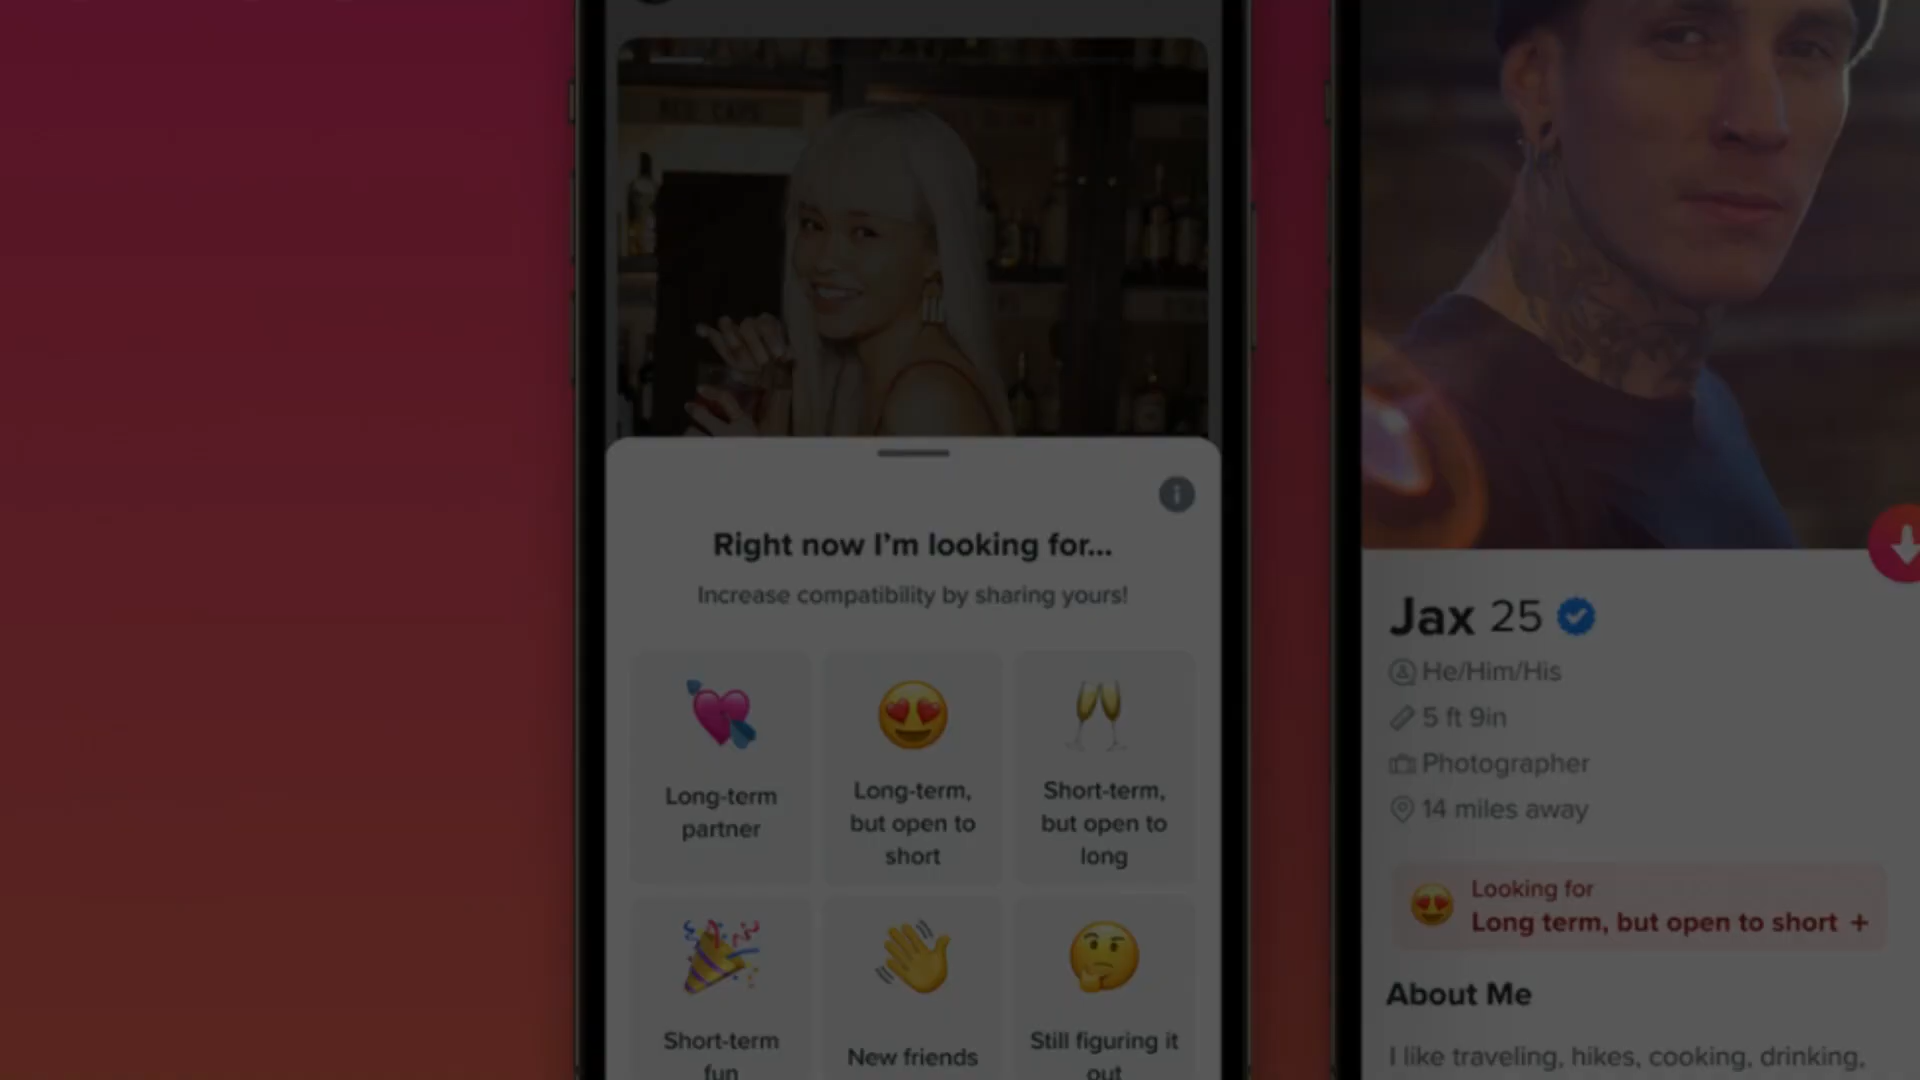 Right now I'm looking for...
Increase compatibility by sharing yours!
Long-term
partner
Long-term,
but open to
short
Short-term,
but open to
long
Short-term
fun
New friends
Still figuring it
out
Jax 25
He/Him/His
5 ft 9in
Photographer
14 miles away
Looking for
Long term, but open to short +
About Me
I like traveling, hikes, cooking, drinking,